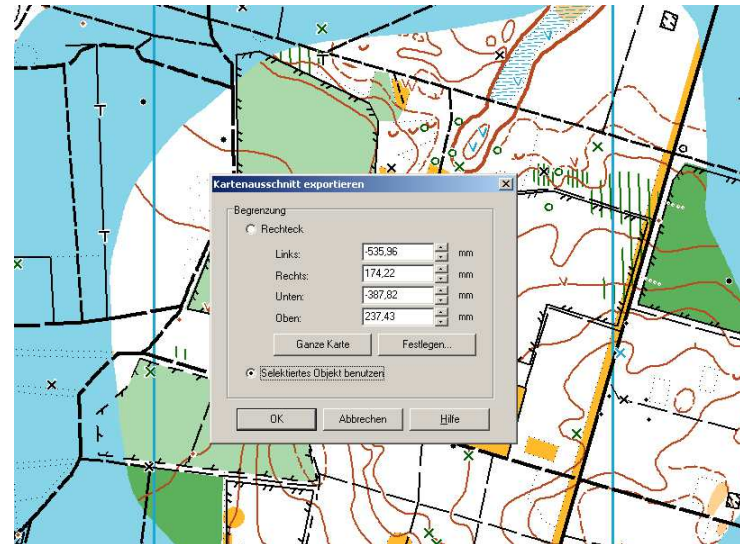 Kartenausschnitt exportieren
Begrenzung
Rechteck
Links: -535,96 mm
Rechts: 174,22 mm
Unten: -387,82 mm
Oben: 237,43 mm
Ganze Karte Festlegen...
Selektiertes Objekt benutzen
OK Abbrechen Hilfe